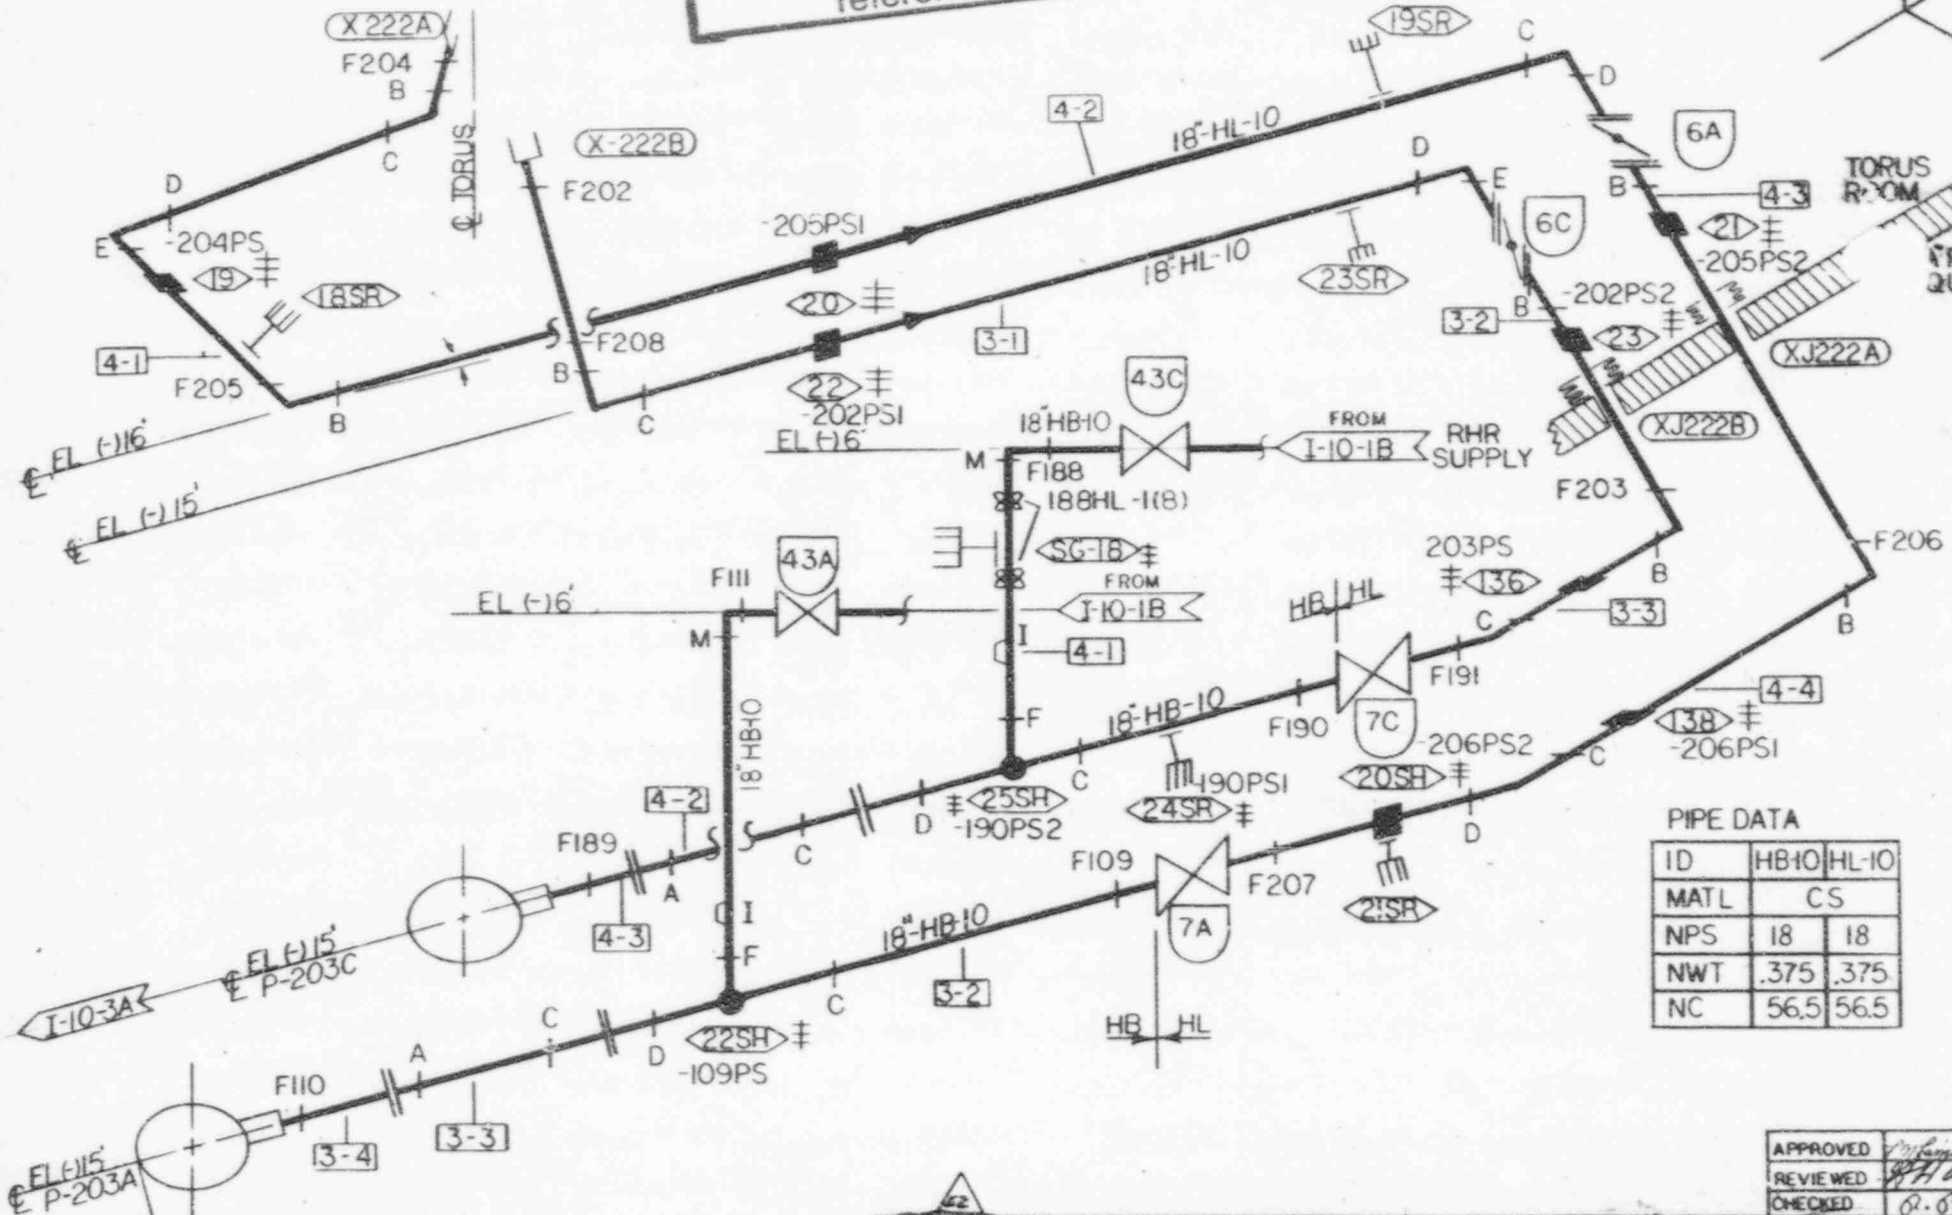 X 222A
F204
B
C
D
E
-204PS
19
18SR
4-1
F205
B
℄ TORUS
X-222B
F202
F208
B
C
-205PS1
20
22
-202PS1
4-2
18"-HL-10
19SR
C
D
6A
B
4-3
21
-205PS2
TORUS
ROOM
D
E
6C
18"-HL-10
23SR
3-1
B
-202PS2
3-2
23
XJ222A
XJ222B
℄ EL (-)16'
℄ EL (-)15'
EL (-)6'
18"HB-10
43C
FROM
I-10-1B
RHR
SUPPLY
M
F188
188HL-1(8)
SG-18
FROM
I-10-1B
I
4-1
F
EL (-)6'
F111
43A
M
18"HB-10
I
F
F203
B
203PS
136
C
3-3
F206
B
4-4
138
-206PS1
C
HB HL
F191
F190
7C
18"-HB-10
C
-190PS1
24SR
25SH
-190PS2
D
C
4-2
F189
A
4-3
-206PS2
20SH
D
21SR
F207
F109
7A
HB HL
18"-HB-10
C
3-2
22SH
-109PS
D
C
A
3-3
F110
3-4
℄ EL (-)15'
P-203C
I-10-3A
℄ EL (-)15'
P-203A
PIPE DATA
ID HB-10 HL-10
MATL CS
NPS 18 18
NWT .375 .375
NC 56.5 56.5
APPROVED
REVIEWED
CHECKED